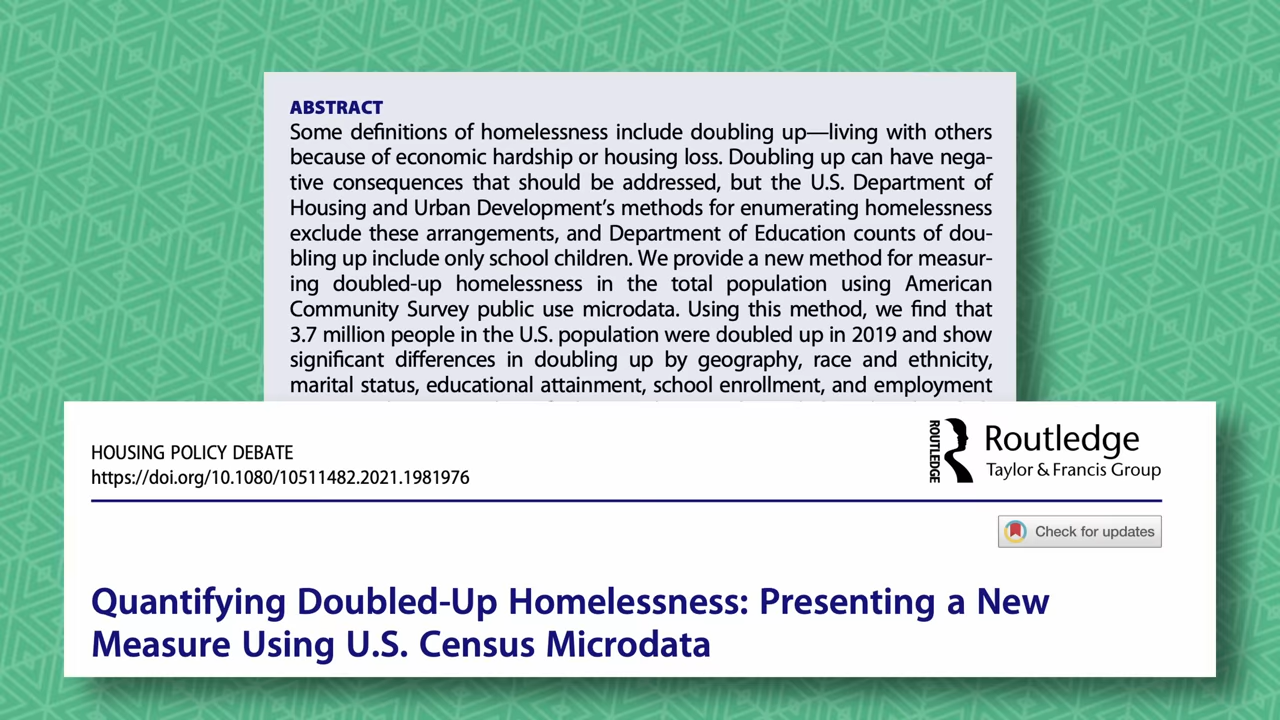 ABSTRACT
Some definitions of homelessness include doubling up—living with others
because of economic hardship or housing loss. Doubling up can have nega-
tive consequences that should be addressed, but the U.S. Department of
Housing and Urban Development’s methods for enumerating homelessness
exclude these arrangements, and Department of Education counts of dou-
bling up include only school children. We provide a new method for measur-
ing doubled-up homelessness in the total population using American
Community Survey public use microdata. Using this method, we find that
3.7 million people in the U.S. population were doubled up in 2019 and show
significant differences in doubling up by geography, race and ethnicity,
marital status, educational attainment, school enrollment, and employment
HOUSING POLICY DEBATE
https://doi.org/10.1080/10511482.2021.1981976
ROUTLEDGE
Routledge
Taylor & Francis Group
Check for updates
Quantifying Doubled-Up Homelessness: Presenting a New
Measure Using U.S. Census Microdata